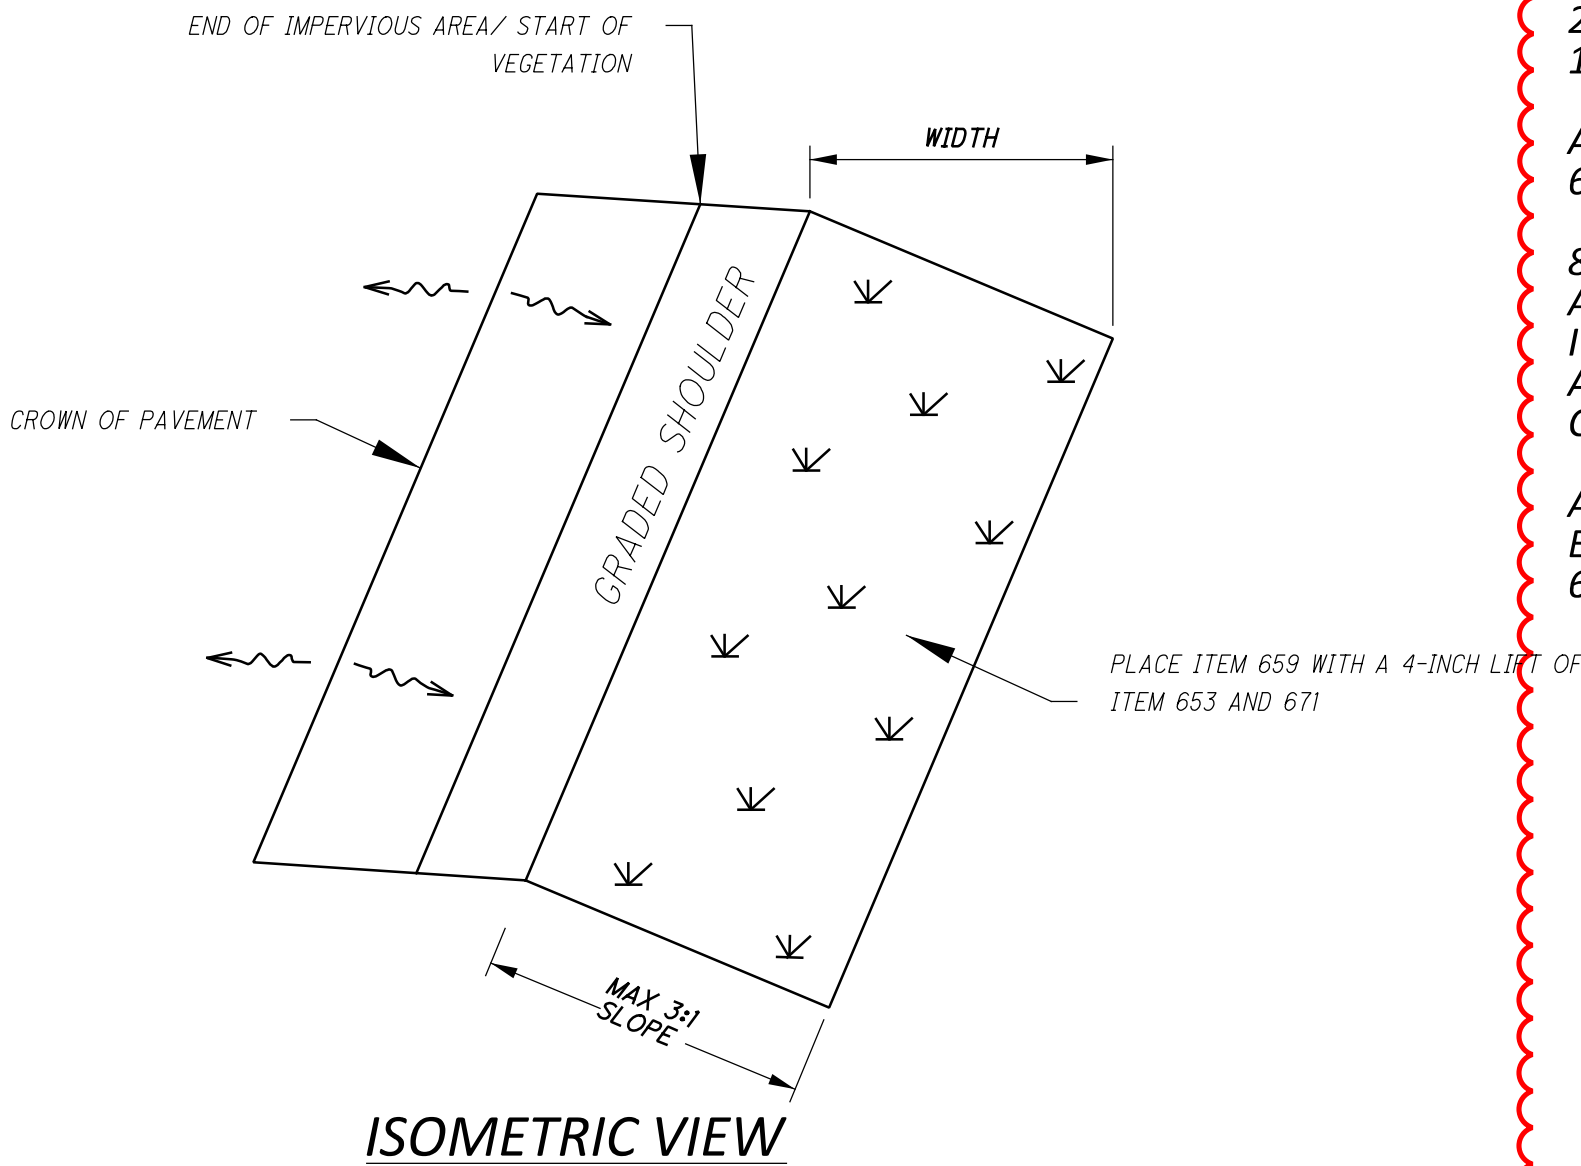 END OF IMPERVIOUS AREA/ START OF
VEGETATION
WIDTH
GRADED SHOULDER
CROWN OF PAVEMENT
PLACE ITEM 659 WITH A 4-INCH LIFT OF
ITEM 653 AND 671
MAX 3:1
SLOPE
ISOMETRIC VIEW